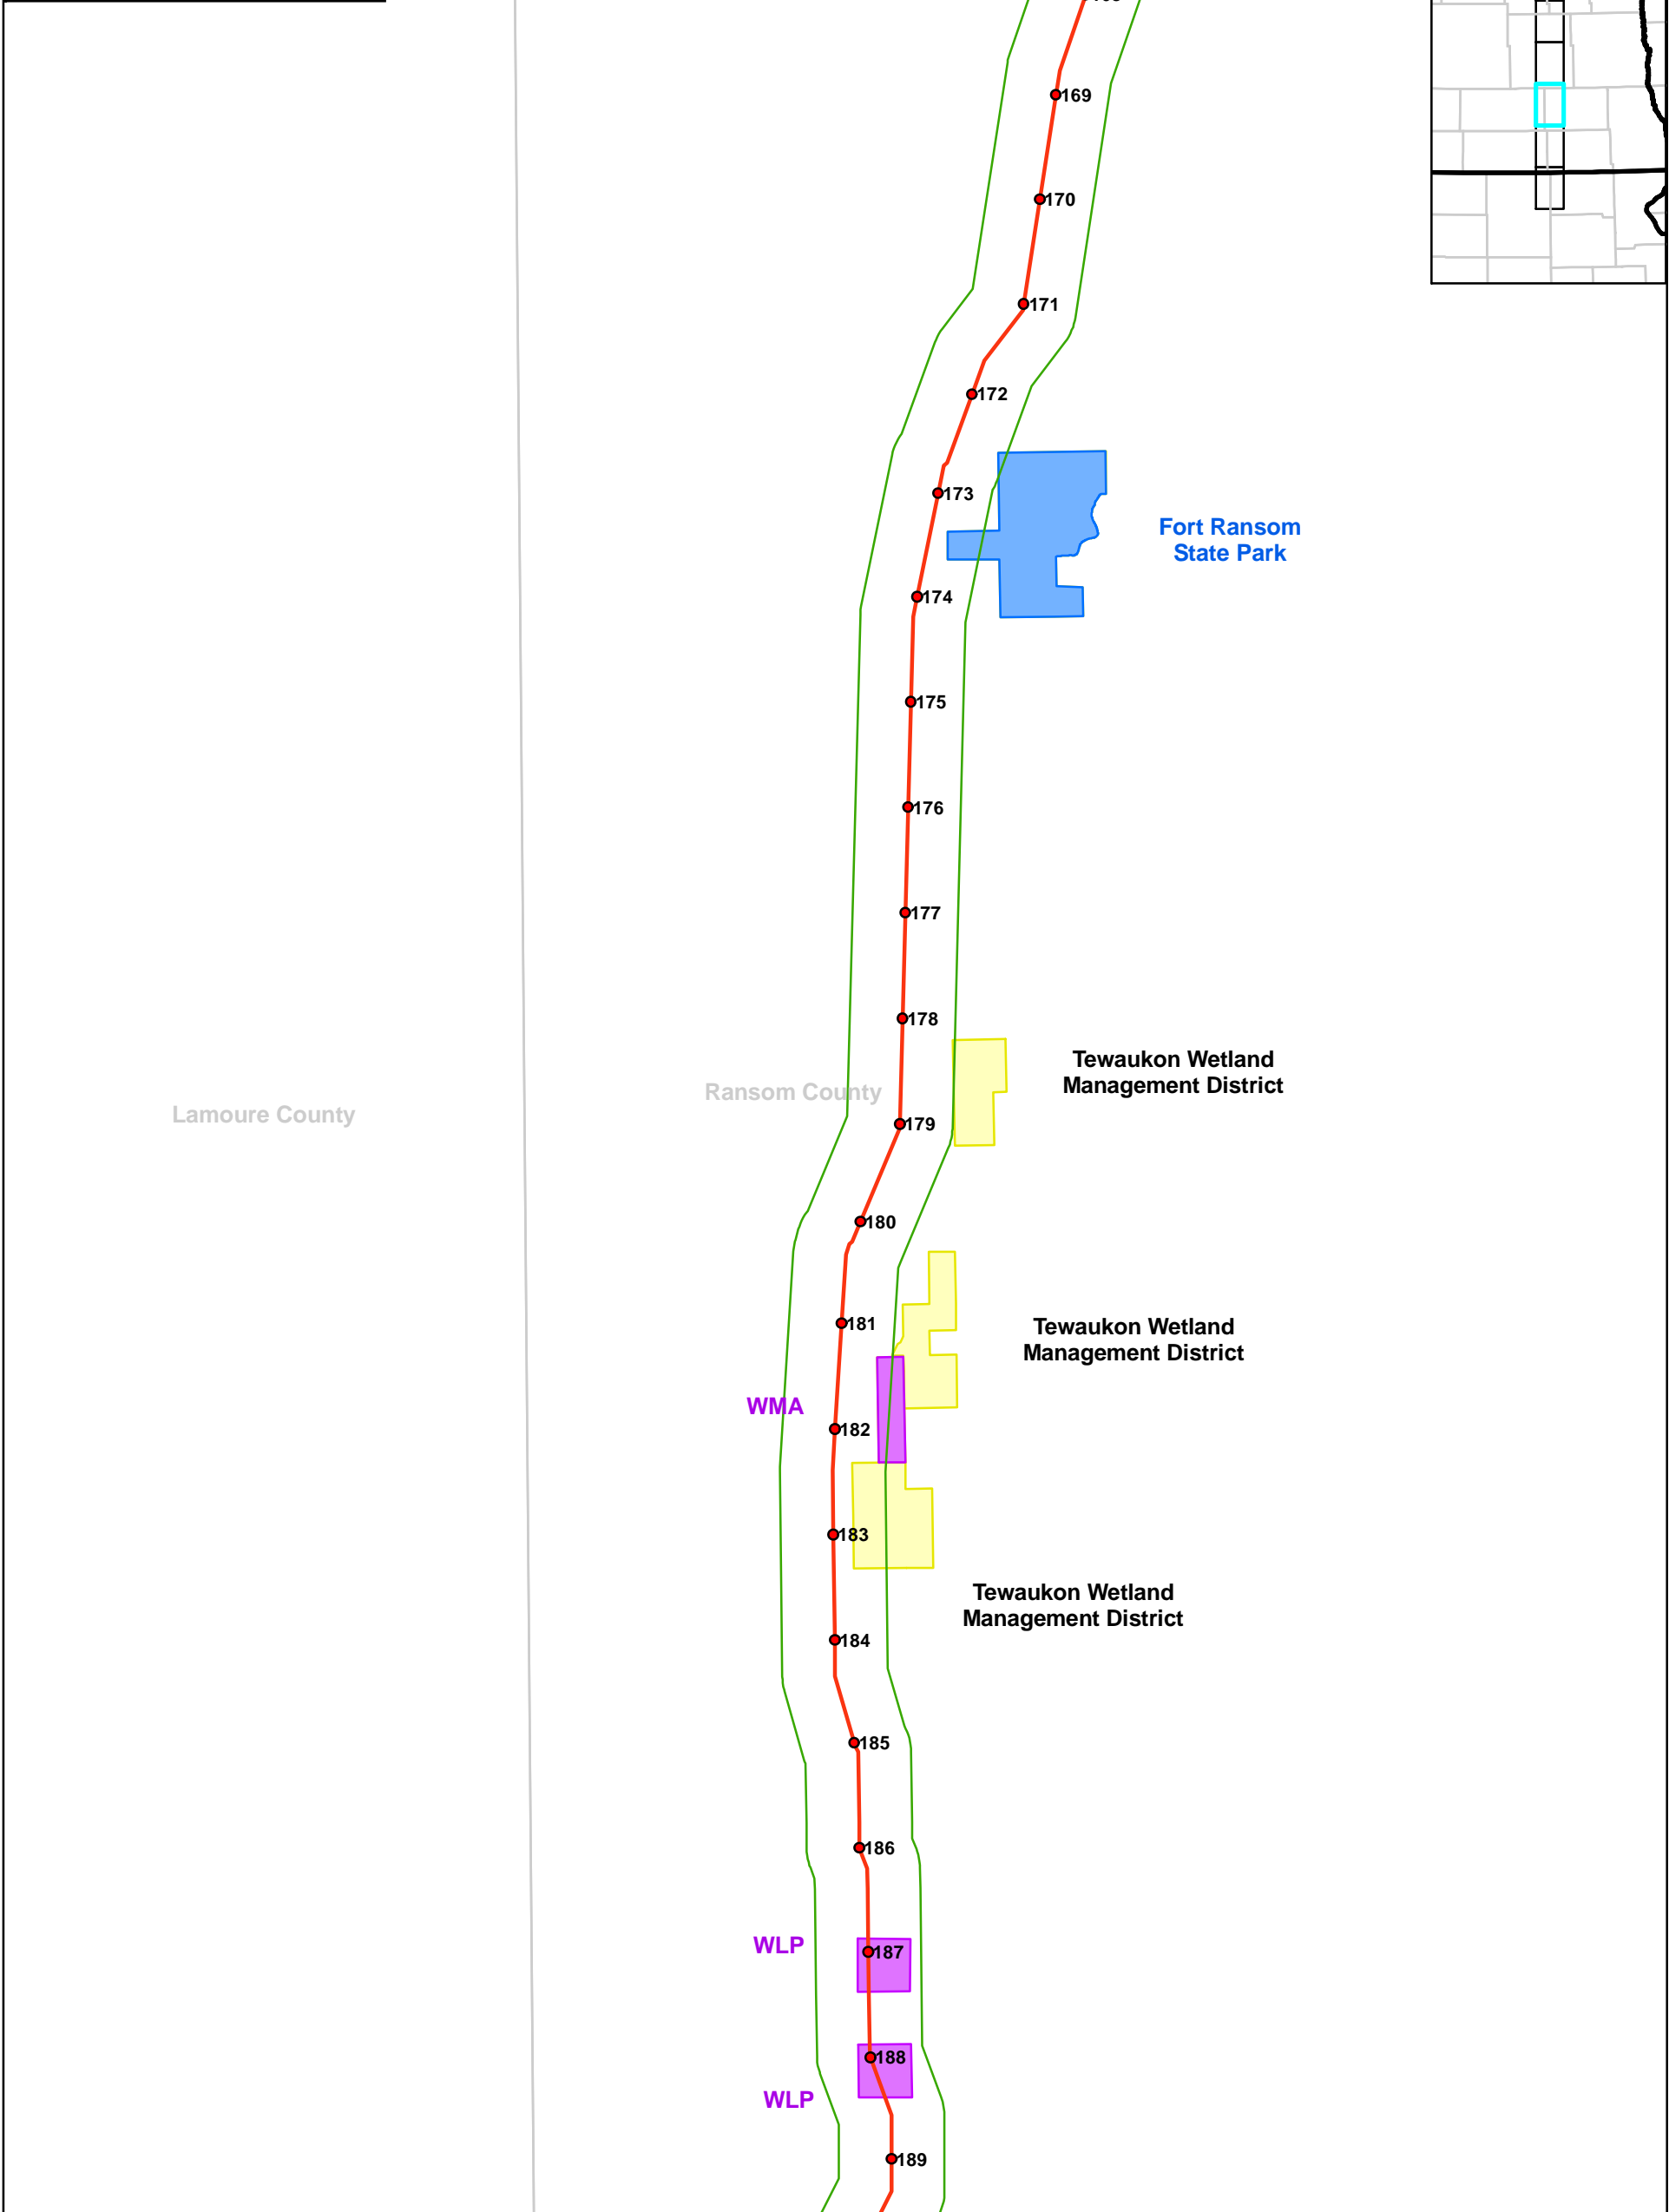 169
170
171
172
173
Fort Ransom
State Park
174
175
176
177
178
Tewaukon Wetland
Management District
Ransom County
Lamoure County
179
180
181
Tewaukon Wetland
Management District
WMA
182
183
Tewaukon Wetland
Management District
184
185
186
WLP
187
188
WLP
189